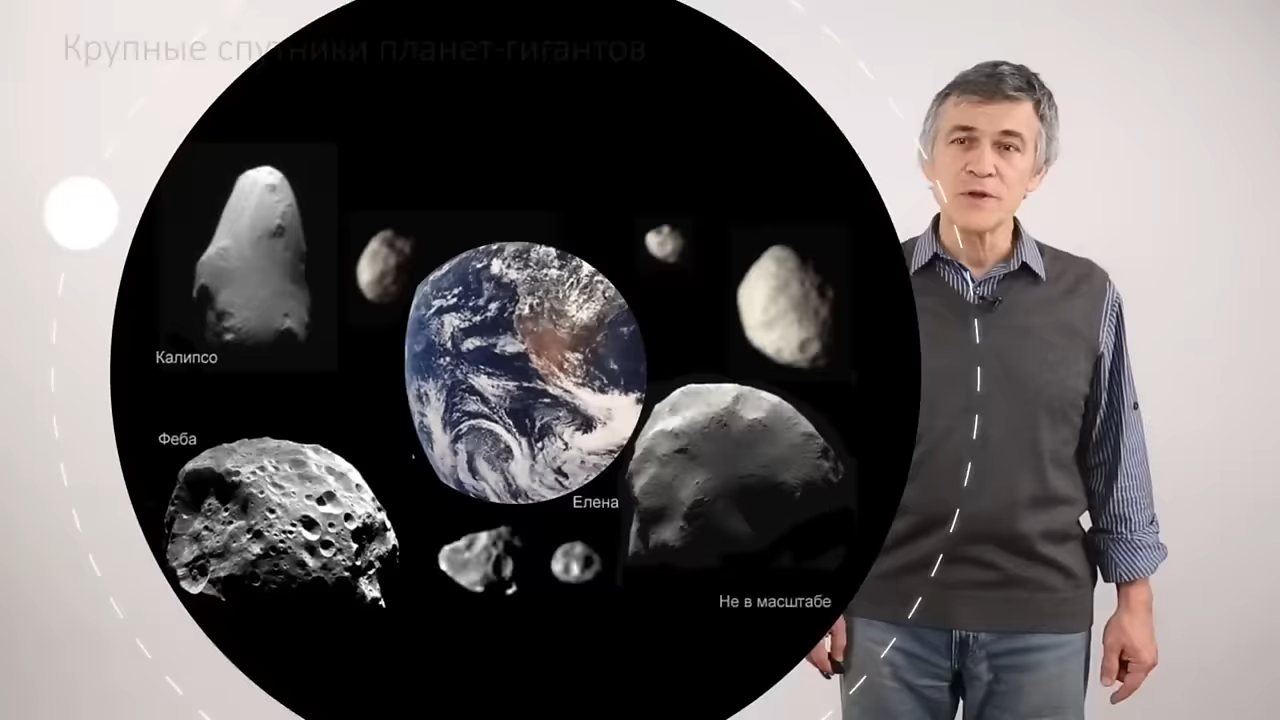 Крупные спутники планет-гигантов
Калипсо
Феба
Елена
Не в масштабе